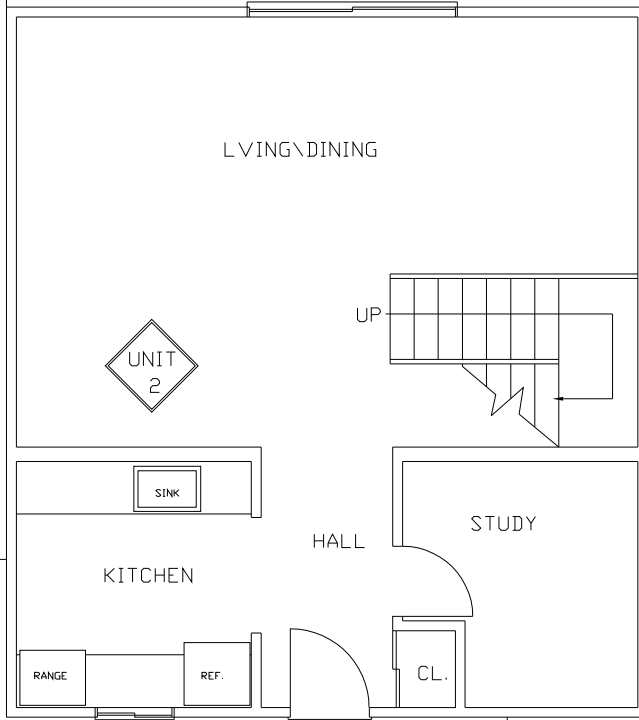 LVING\DINING
UP
UNIT
2
SINK
STUDY
HALL
KITCHEN
RANGE
REF.
CL.